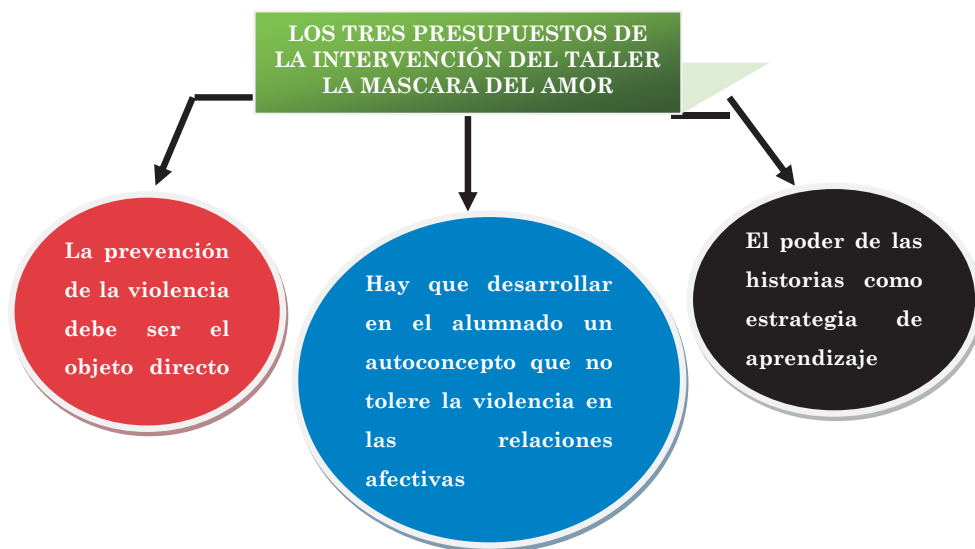 LOS TRES PRESUPUESTOS DE
LA INTERVENCIÓN DEL TALLER
LA MASCARA DEL AMOR
La prevención
de la violencia
debe ser el
objeto directo
Hay que desarrollar
en el alumnado un
autoconcepto que no
tolere la violencia en
las relaciones
afectivas
El poder de las
historias como
estrategia de
aprendizaje